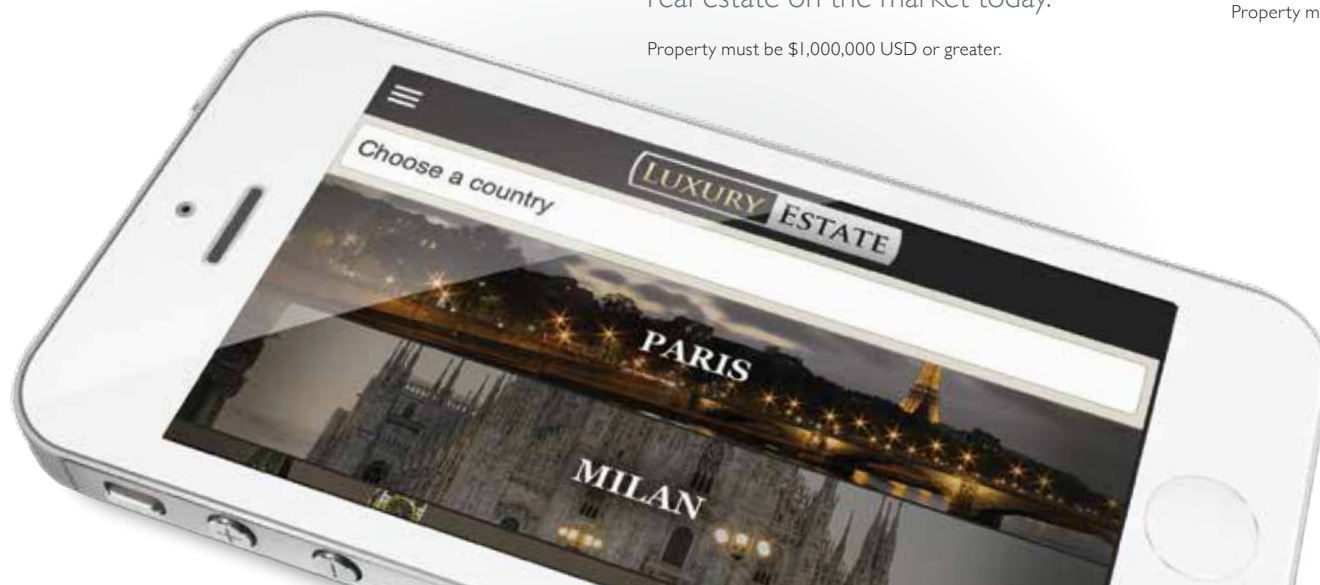 real estate on the market today.
Property m
Property must be $1,000,000 USD or greater.
Choose a country
LUXURY ESTATE
PARIS
MILAN